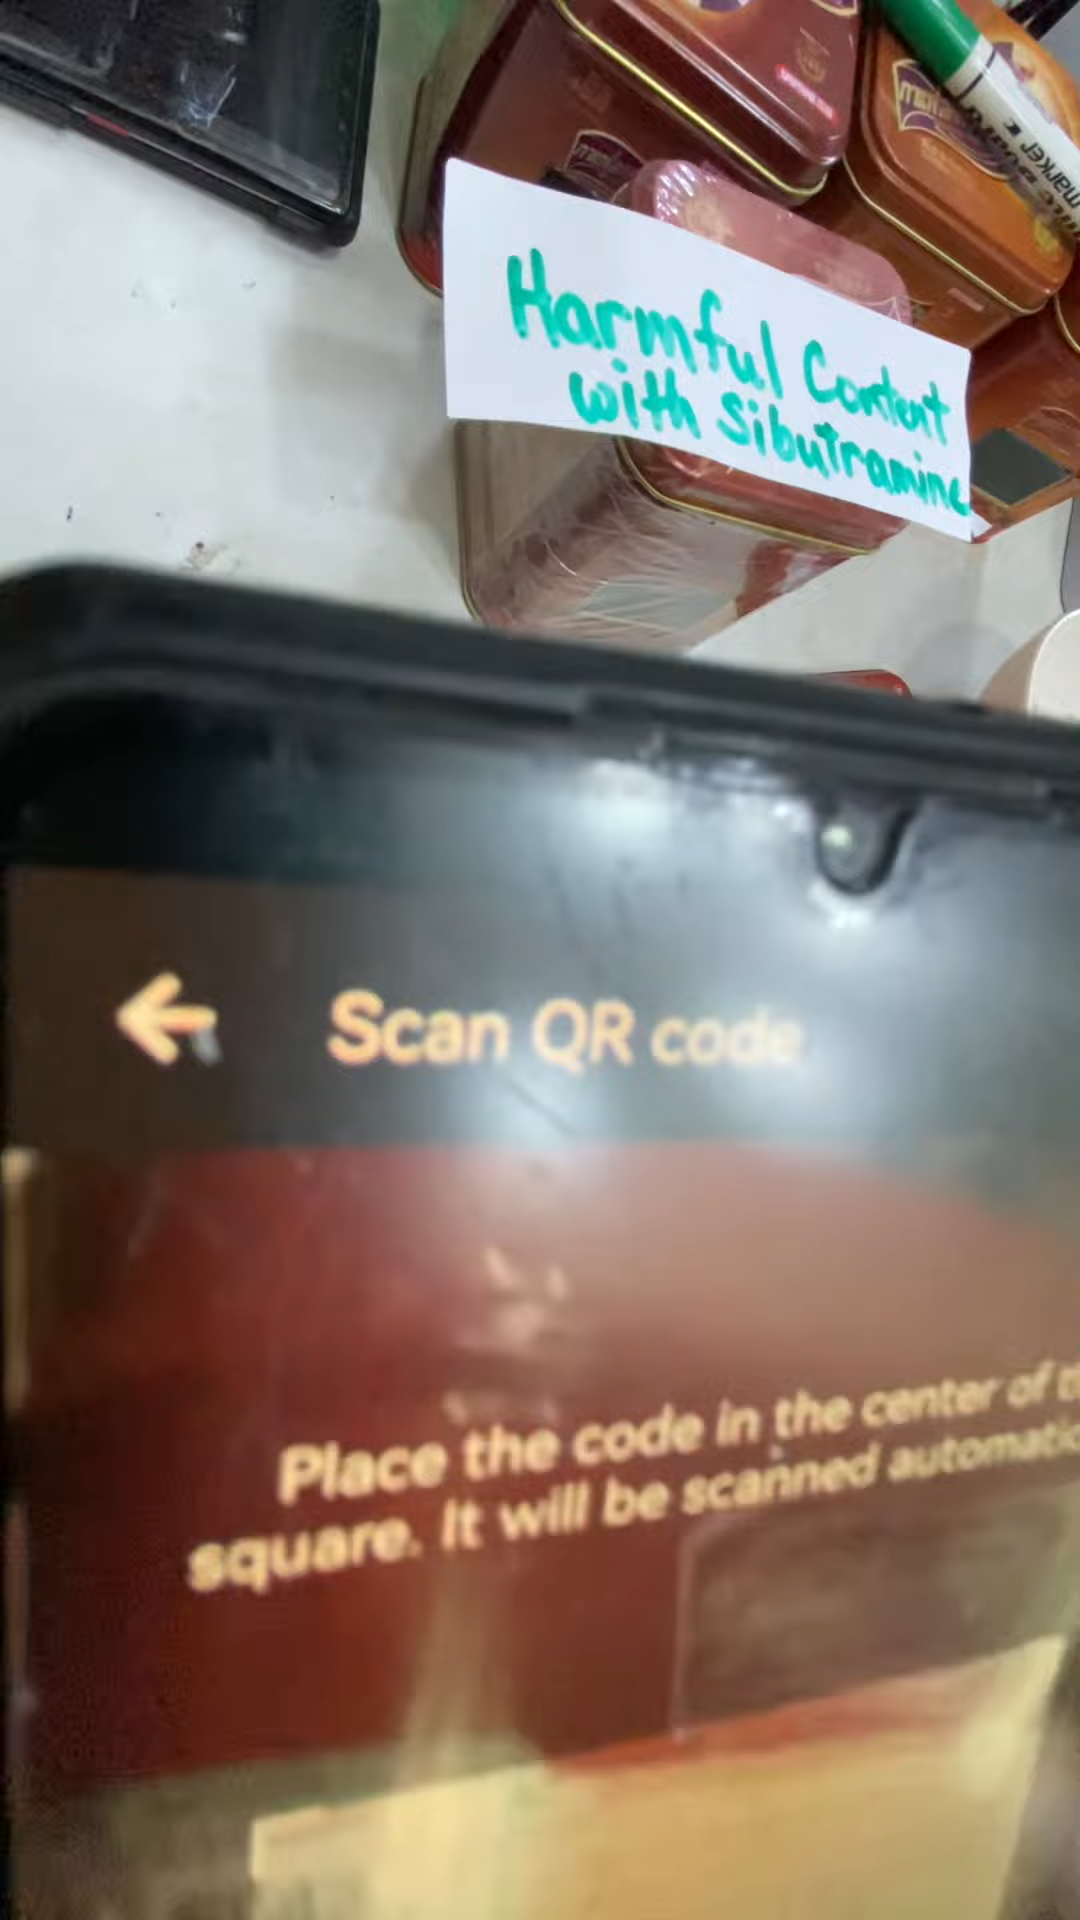 Harmful Content
with Sibutramine
marker
Scan QR code
Place the code in the center of
square. It will be scanned